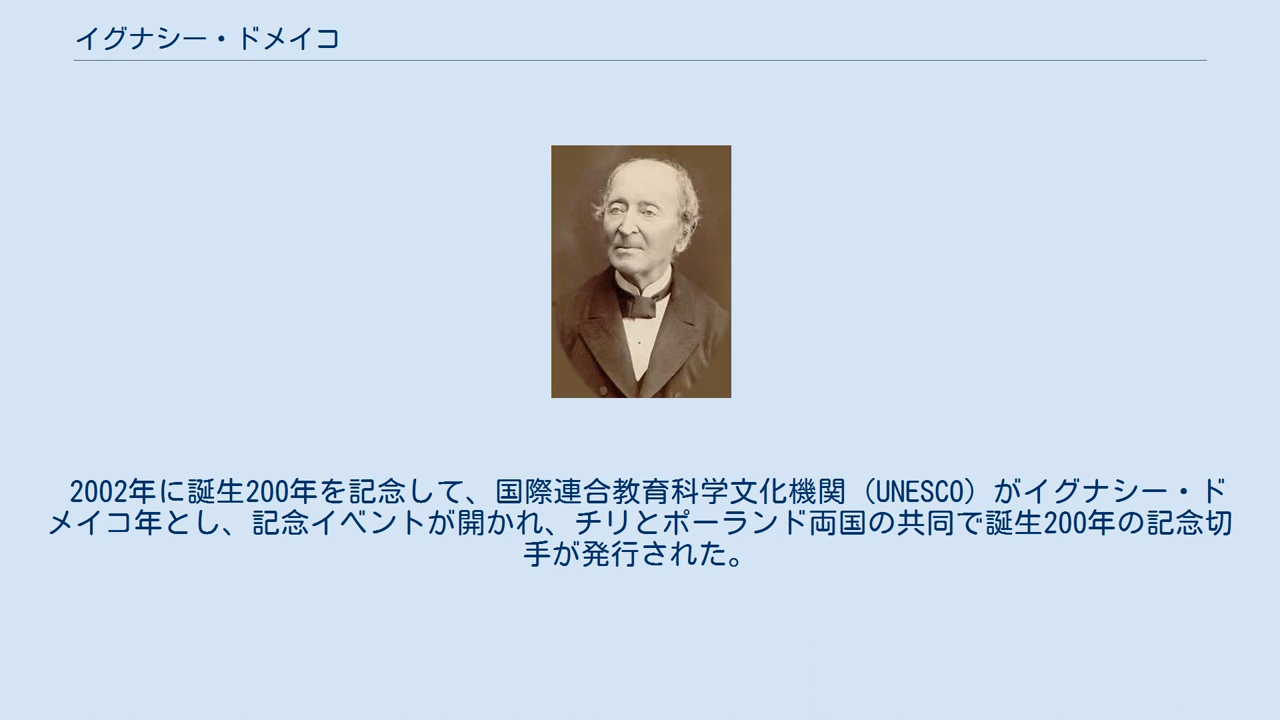 イグナシー・ドメイコ
2002年に誕生200年を記念して、国際連合教育科学文化機関（UNESCO）がイグナシー・ド
メイコ年とし、記念イベントが開かれ、チリとポーランド両国の共同で誕生200年の記念切
手が発行された。